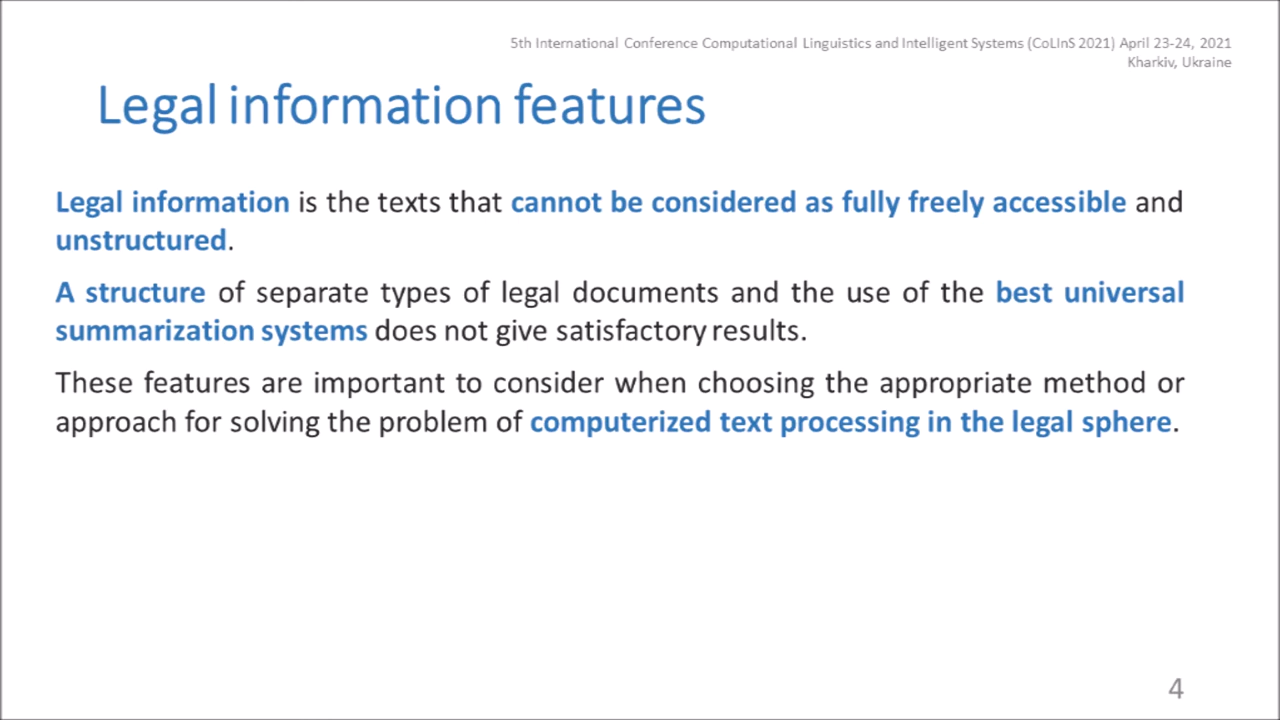 5th International Conference Computational Linguistics and Intelligent Systems (CoLInS 2021) April 23-24, 2021
Kharkiv, Ukraine
Legal information features
Legal information is the texts that cannot be considered as fully freely accessible and
unstructured.
A structure of separate types of legal documents and the use of the best universal
summarization systems does not give satisfactory results.
These features are important to consider when choosing the appropriate method or
approach for solving the problem of computerized text processing in the legal sphere.
4